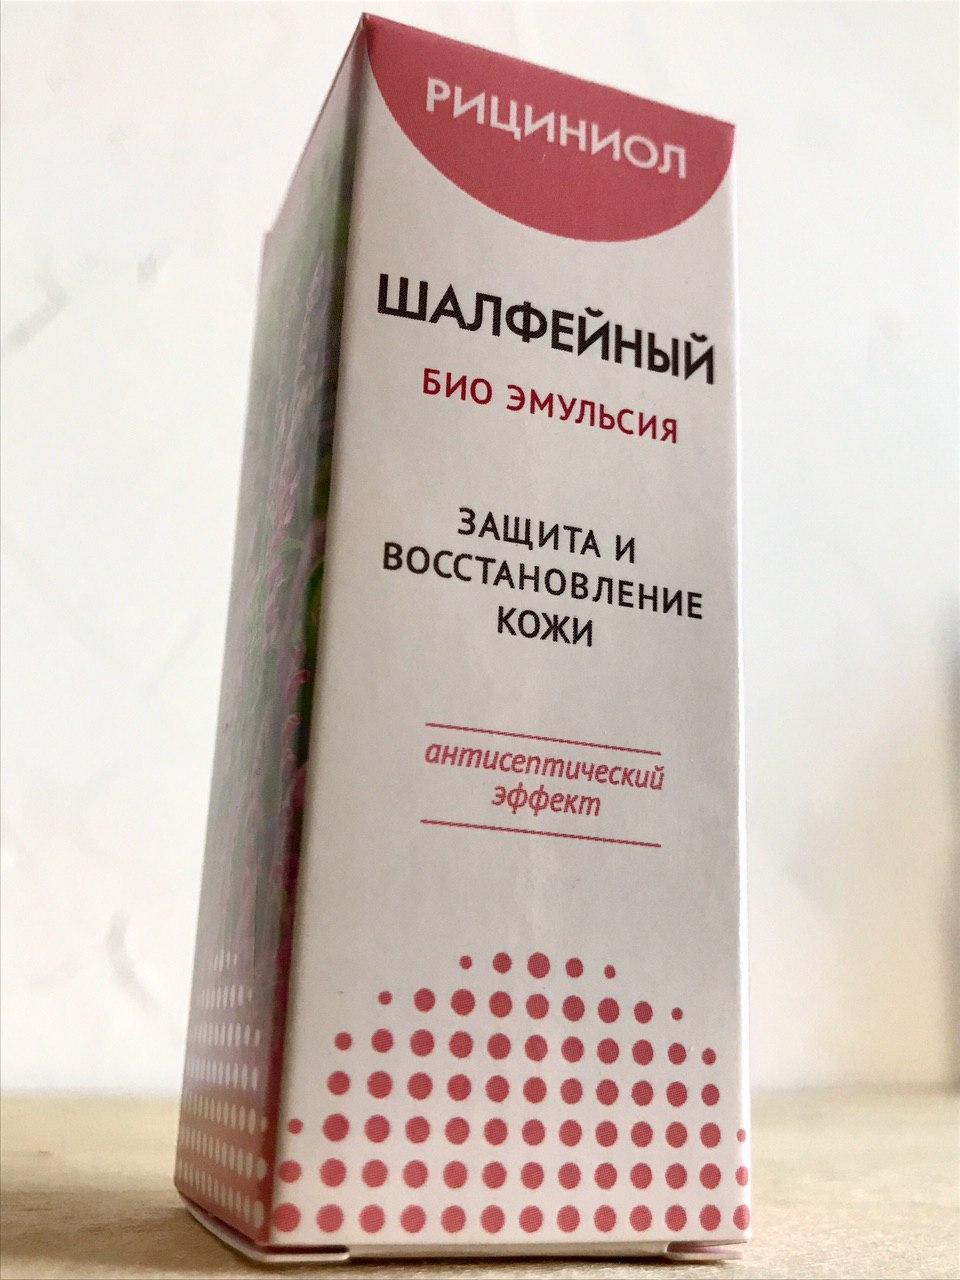 РИЦИНИОЛ
ШАЛФЕЙНЫЙ
БИО ЭМУЛЬСИЯ
ЗАЩИТА И
ВОССТАНОВЛЕНИЕ
КОЖИ
антисептический
эффект